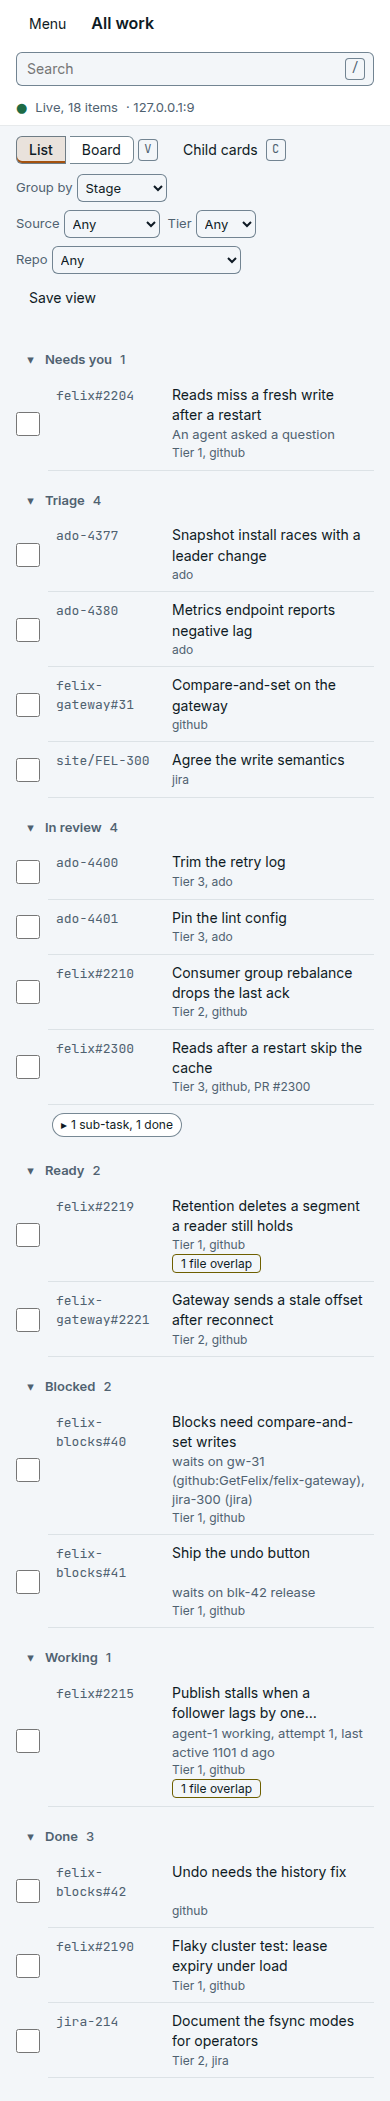 Menu All work
Search /
Live, 18 items · 127.0.0.1:9
List Board V Child cards C
Group by Stage
Source Any Tier Any
Repo Any
Save view
▾ Needs you 1
felix#2204 Reads miss a fresh write
after a restart
An agent asked a question
Tier 1, github
▾ Triage 4
ado-4377 Snapshot install races with a
leader change
ado
ado-4380 Metrics endpoint reports
negative lag
ado
felix- Compare-and-set on the
gateway#31 gateway
github
site/FEL-300 Agree the write semantics
jira
▾ In review 4
ado-4400 Trim the retry log
Tier 3, ado
ado-4401 Pin the lint config
Tier 3, ado
felix#2210 Consumer group rebalance
drops the last ack
Tier 2, github
felix#2300 Reads after a restart skip the
cache
Tier 3, github, PR #2300
▸ 1 sub-task, 1 done
▾ Ready 2
felix#2219 Retention deletes a segment
a reader still holds
Tier 1, github
1 file overlap
felix- Gateway sends a stale offset
gateway#2221 after reconnect
Tier 2, github
▾ Blocked 2
felix- Blocks need compare-and-
blocks#40 set writes
waits on gw-31
(github:GetFelix/felix-gateway),
jira-300 (jira)
Tier 1, github
felix- Ship the undo button
blocks#41
waits on blk-42 release
Tier 1, github
▾ Working 1
felix#2215 Publish stalls when a
follower lags by one...
agent-1 working, attempt 1, last
active 1101 d ago
Tier 1, github
1 file overlap
▾ Done 3
felix- Undo needs the history fix
blocks#42
github
felix#2190 Flaky cluster test: lease
expiry under load
Tier 1, github
jira-214 Document the fsync modes
for operators
Tier 2, jira